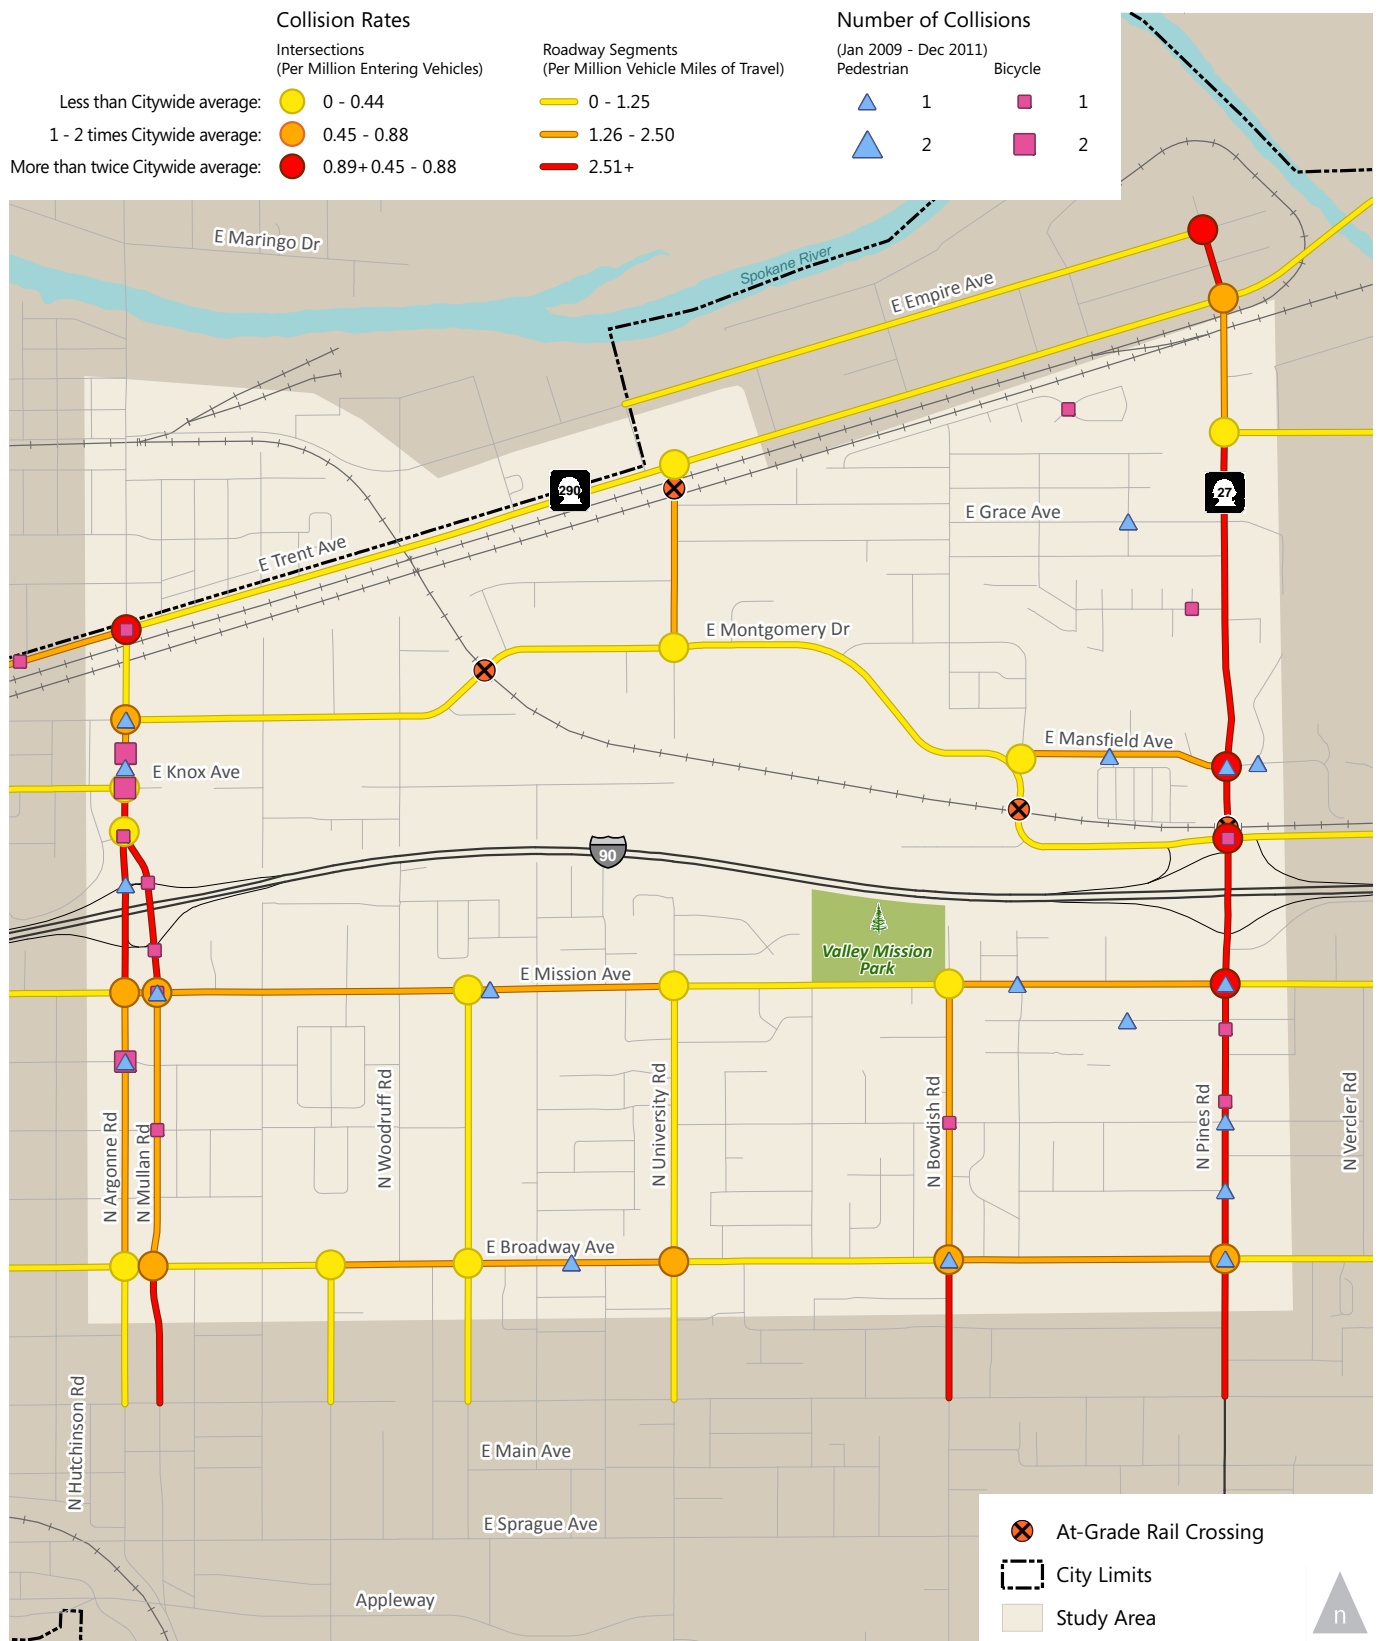 Collision Rates
Number of Collisions
Intersections
(Per Million Entering Vehicles)
Roadway Segments
(Per Million Vehicle Miles of Travel)
(Jan 2009 - Dec 2011)
Pedestrian
Bicycle
Less than Citywide average:
0 - 0.44
0 - 1.25
1
1
1 - 2 times Citywide average:
0.45 - 0.88
1.26 - 2.50
2
2
More than twice Citywide average:
0.89+0.45 - 0.88
2.51+
E Maringo Dr
Spokane River
E Empire Ave
290
27
E Grace Ave
E Trent Ave
E Montgomery Dr
E Mansfield Ave
E Knox Ave
90
Valley Mission
Park
E Mission Ave
N Argonne Rd
N Mullan Rd
N Woodruff Rd
N University Rd
N Bowdish Rd
N Pines Rd
N Vercler Rd
E Broadway Ave
N Hutchinson Rd
E Main Ave
E Sprague Ave
Appleway
At-Grade Rail Crossing
City Limits
Study Area
n